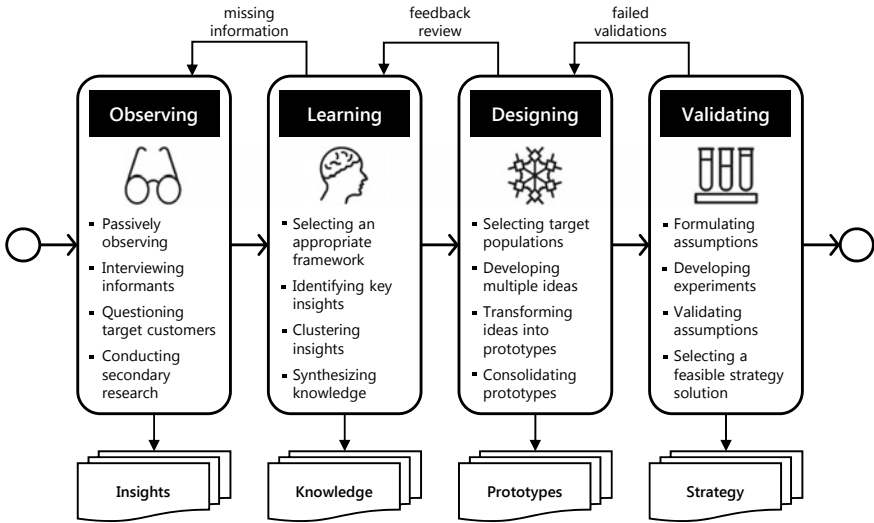 missing
information
feedback
review
failed
validations
Observing
▪ Passively
observing
▪ Interviewing
informants
▪ Questioning
target customers
▪ Conducting
secondary
research
Learning
▪ Selecting an
appropriate
framework
▪ Identifying key
insights
▪ Clustering
insights
▪ Synthesizing
knowledge
Designing
▪ Selecting target
populations
▪ Developing
multiple ideas
▪ Transforming
ideas into
prototypes
▪ Consolidating
prototypes
Validating
▪ Formulating
assumptions
▪ Developing
experiments
▪ Validating
assumptions
▪ Selecting a
feasible strategy
solution
Insights
Knowledge
Prototypes
Strategy